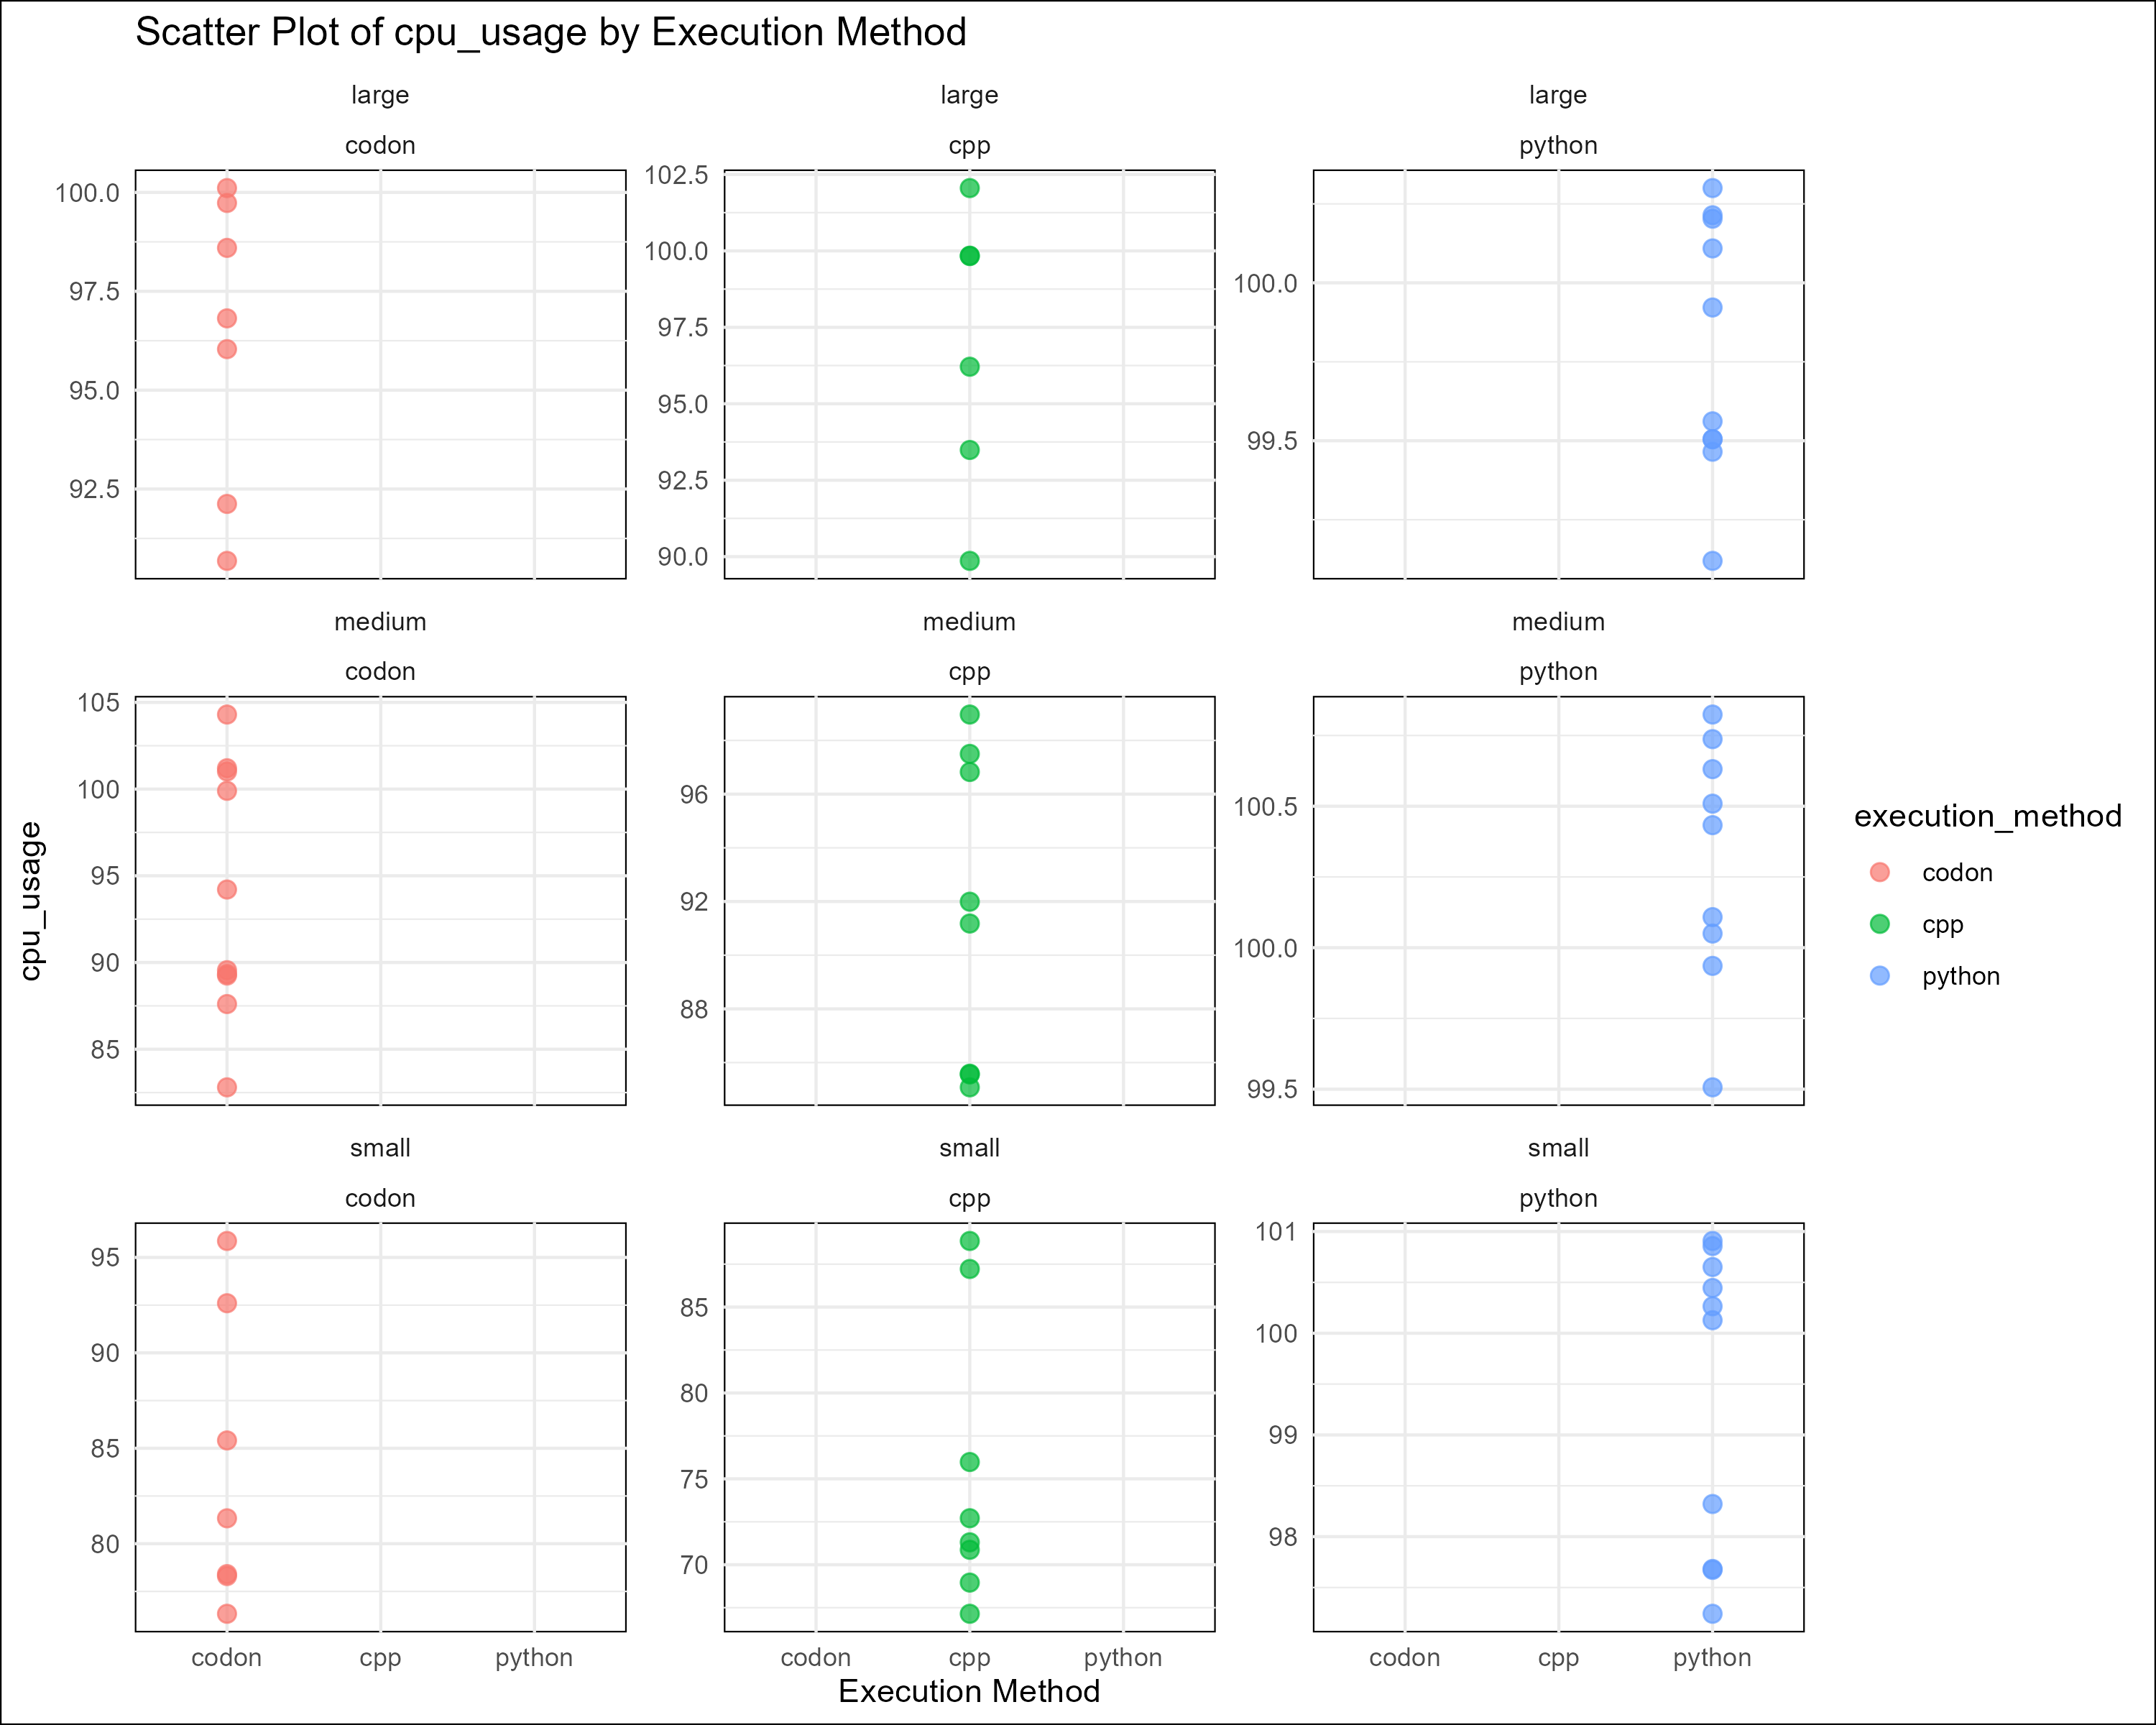 Scatter Plot of cpu_usage by Execution Method
large large large
codon cpp python
100.0
97.5
95.0
92.5
102.5
100.0
97.5
95.0
92.5
90.0
100.0
99.5
medium medium medium
codon cpp python
105
100
95
90
85
96
92
88
100.5
100.0
99.5
small small small
codon cpp python
95
90
85
80
85
80
75
70
101
100
99
98
codon cpp python codon cpp python codon cpp python
Execution Method
cpu_usage
execution_method
codon
cpp
python